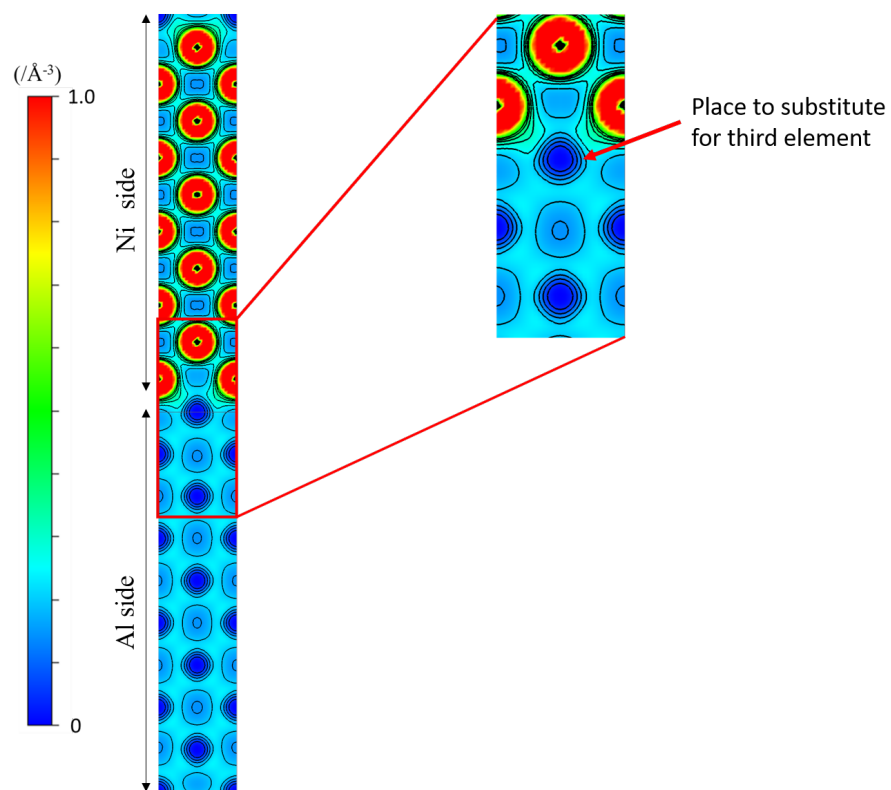 (/Å⁻³)
1.0
0
Ni side
Al side
Place to substitute
for third element